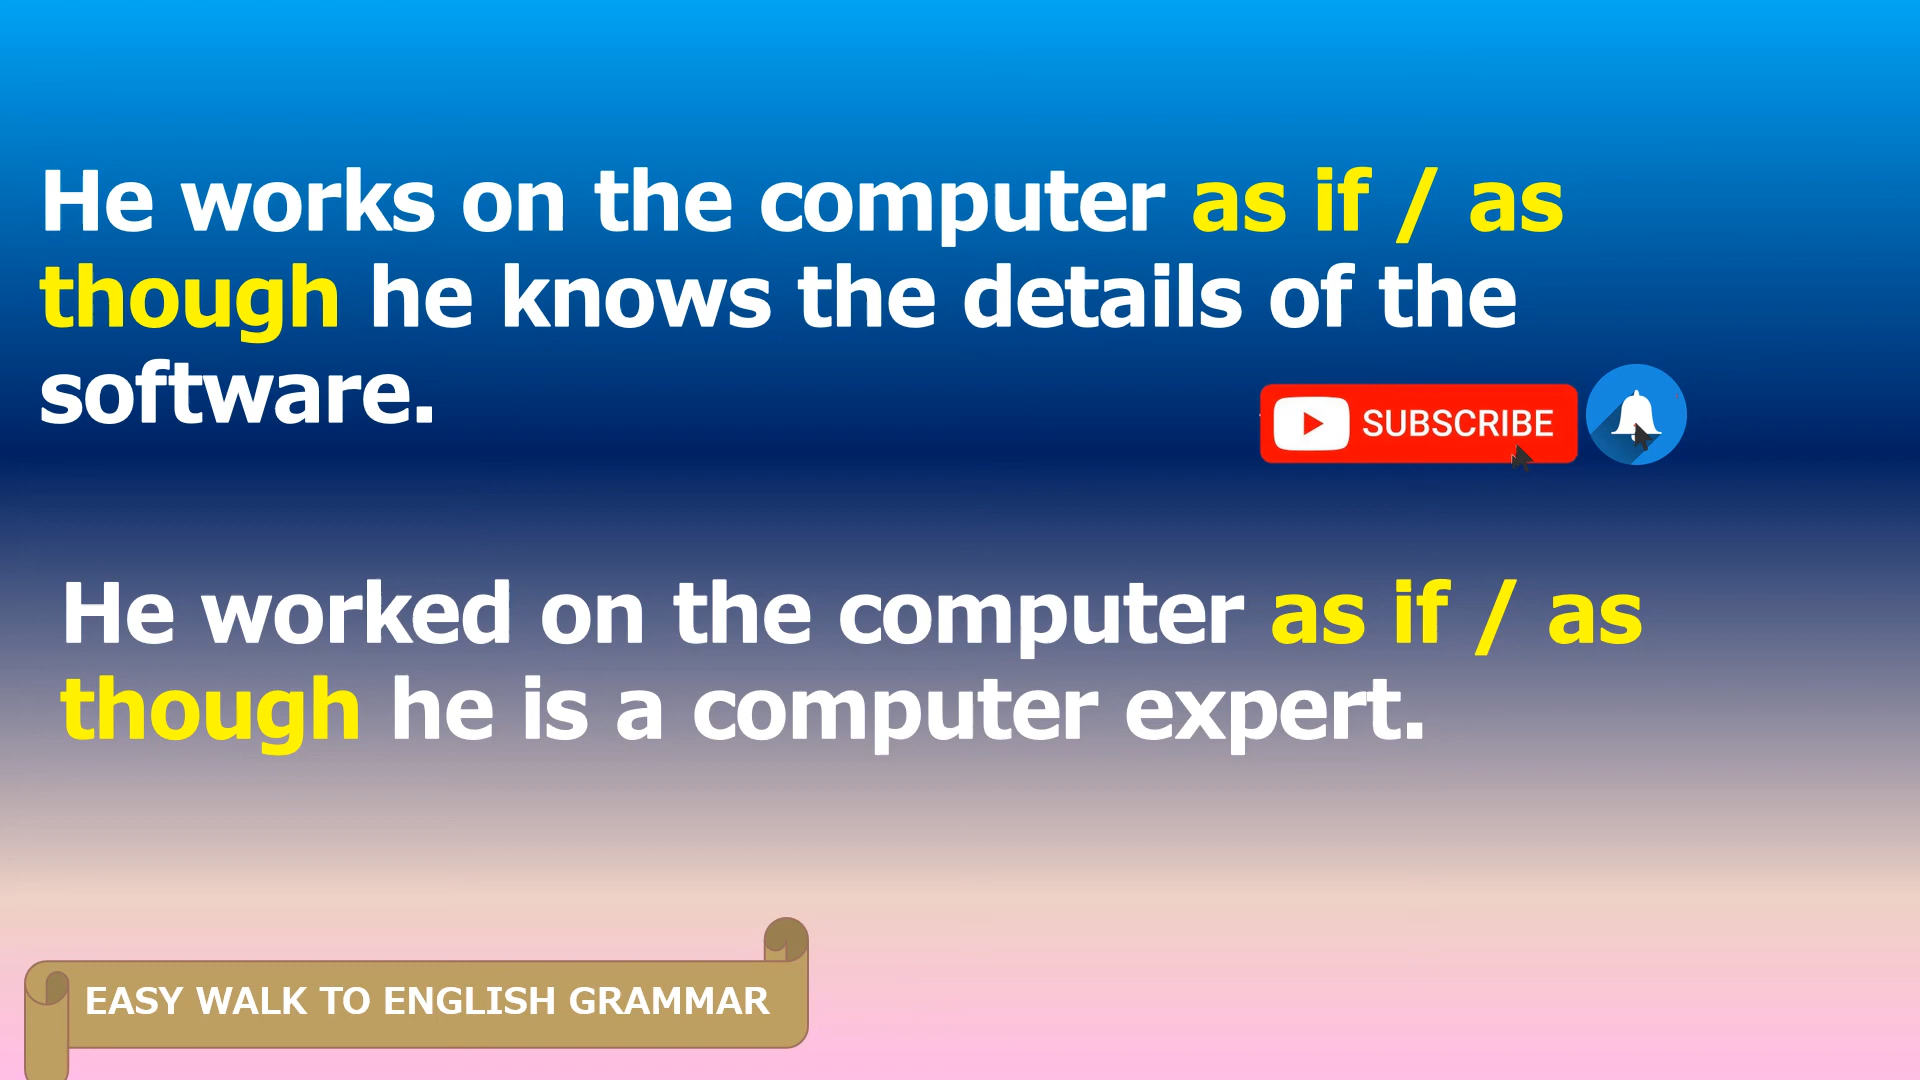 He works on the computer as if / as
though he knows the details of the
software.
SUBSCRIBE
He worked on the computer as if / as
though he is a computer expert.
EASY WALK TO ENGLISH GRAMMAR